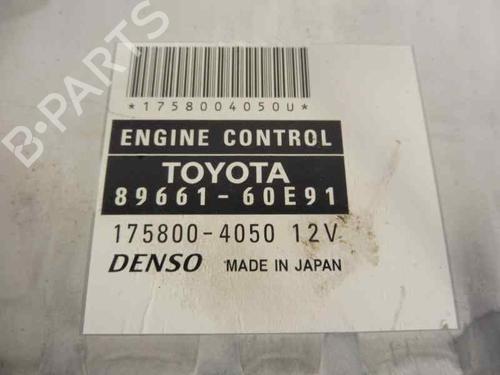 *1758004050U*
ENGINE CONTROL
TOYOTA
89661-60E91
175800-4050 12V
DENSO MADE IN JAPAN
B-PARTS